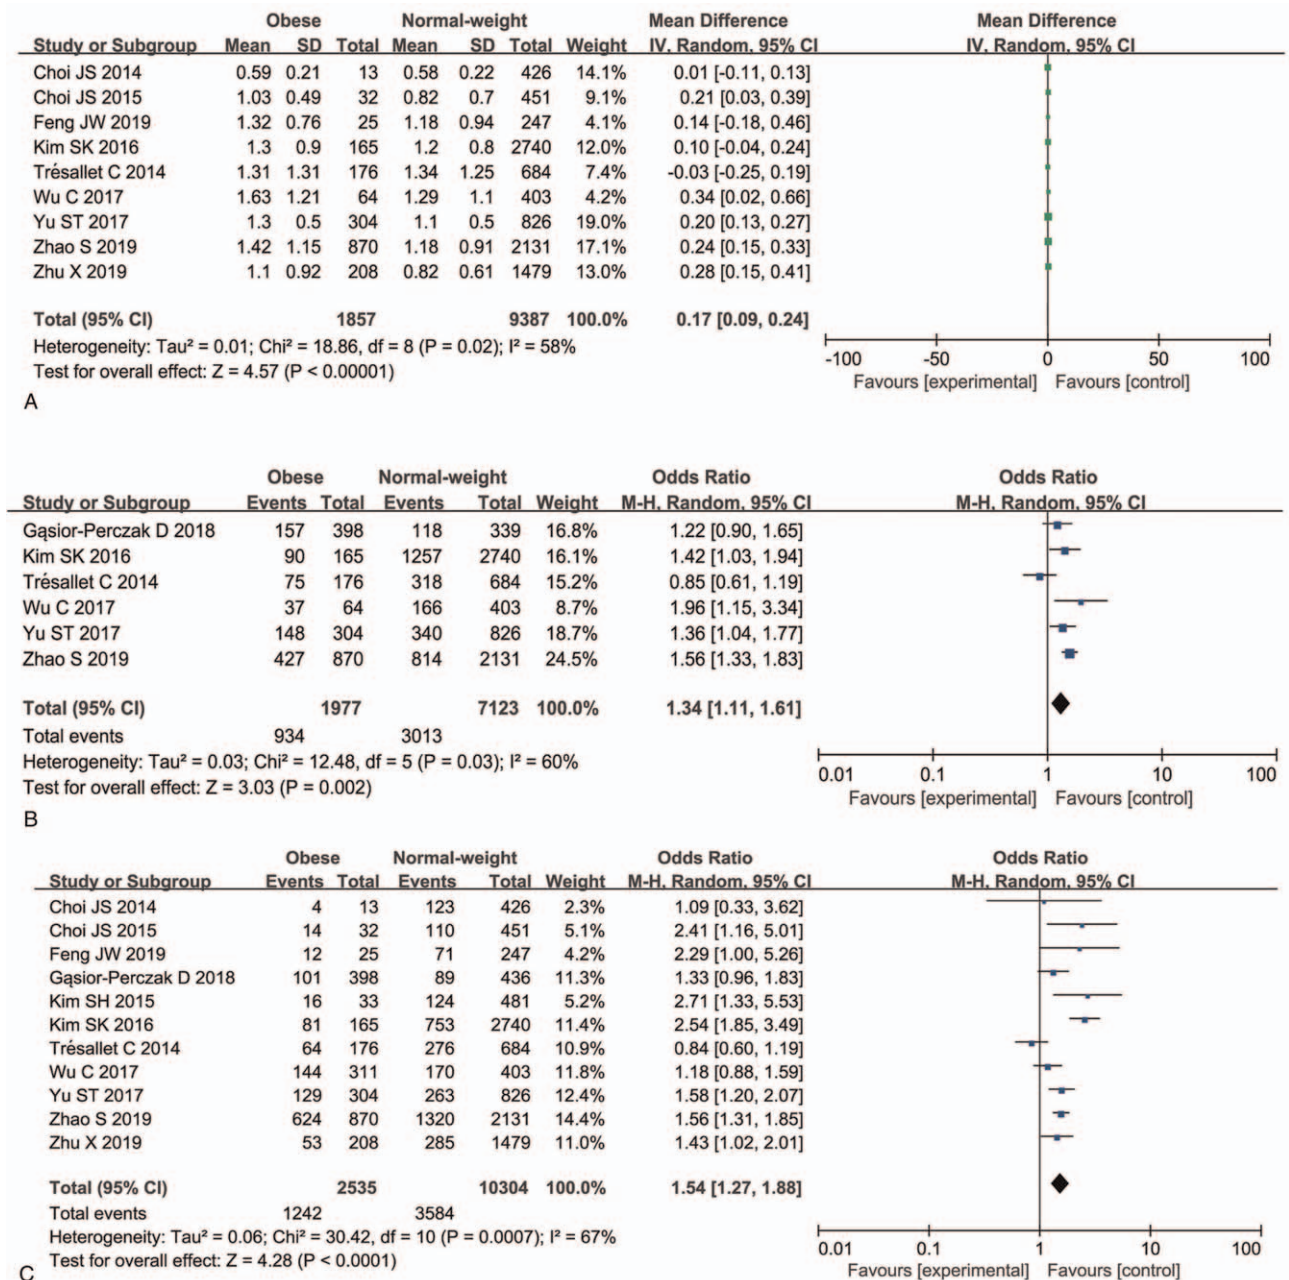 Obese Normal-weight Mean Difference Mean Difference
Study or Subgroup Mean SD Total Mean SD Total Weight IV, Random, 95% CI IV, Random, 95% CI
Choi JS 2014 0.59 0.21 13 0.58 0.22 426 14.1% 0.01 [-0.11, 0.13]
Choi JS 2015 1.03 0.49 32 0.82 0.7 451 9.1% 0.21 [0.03, 0.39]
Feng JW 2019 1.32 0.76 25 1.18 0.94 247 4.1% 0.14 [-0.18, 0.46]
Kim SK 2016 1.3 0.9 165 1.2 0.8 2740 12.0% 0.10 [-0.04, 0.24]
Trésallet C 2014 1.31 1.31 176 1.34 1.25 684 7.4% -0.03 [-0.25, 0.19]
Wu C 2017 1.63 1.21 64 1.29 1.1 403 4.2% 0.34 [0.02, 0.66]
Yu ST 2017 1.3 0.5 304 1.1 0.5 826 19.0% 0.20 [0.13, 0.27]
Zhao S 2019 1.42 1.15 870 1.18 0.91 2131 17.1% 0.24 [0.15, 0.33]
Zhu X 2019 1.1 0.92 208 0.82 0.61 1479 13.0% 0.28 [0.15, 0.41]
Total (95% CI) 1857 9387 100.0% 0.17 [0.09, 0.24]
Heterogeneity: Tau² = 0.01; Chi² = 18.86, df = 8 (P = 0.02); I² = 58%
Test for overall effect: Z = 4.57 (P < 0.00001)
-100 -50 0 50 100
Favours [experimental] Favours [control]
A
Obese Normal-weight Odds Ratio Odds Ratio
Study or Subgroup Events Total Events Total Weight M-H, Random, 95% CI M-H, Random, 95% CI
Gąsior-Perczak D 2018 157 398 118 339 16.8% 1.22 [0.90, 1.65]
Kim SK 2016 90 165 1257 2740 16.1% 1.42 [1.03, 1.94]
Trésallet C 2014 75 176 318 684 15.2% 0.85 [0.61, 1.19]
Wu C 2017 37 64 166 403 8.7% 1.96 [1.15, 3.34]
Yu ST 2017 148 304 340 826 18.7% 1.36 [1.04, 1.77]
Zhao S 2019 427 870 814 2131 24.5% 1.56 [1.33, 1.83]
Total (95% CI) 1977 7123 100.0% 1.34 [1.11, 1.61]
Total events 934 3013
Heterogeneity: Tau² = 0.03; Chi² = 12.48, df = 5 (P = 0.03); I² = 60%
Test for overall effect: Z = 3.03 (P = 0.002)
0.01 0.1 1 10 100
Favours [experimental] Favours [control]
B
Obese Normal-weight Odds Ratio Odds Ratio
Study or Subgroup Events Total Events Total Weight M-H, Random, 95% CI M-H, Random, 95% CI
Choi JS 2014 4 13 123 426 2.3% 1.09 [0.33, 3.62]
Choi JS 2015 14 32 110 451 5.1% 2.41 [1.16, 5.01]
Feng JW 2019 12 25 71 247 4.2% 2.29 [1.00, 5.26]
Gąsior-Perczak D 2018 101 398 89 436 11.3% 1.33 [0.96, 1.83]
Kim SH 2015 16 33 124 481 5.2% 2.71 [1.33, 5.53]
Kim SK 2016 81 165 753 2740 11.4% 2.54 [1.85, 3.49]
Trésallet C 2014 64 176 276 684 10.9% 0.84 [0.60, 1.19]
Wu C 2017 144 311 170 403 11.8% 1.18 [0.88, 1.59]
Yu ST 2017 129 304 263 826 12.4% 1.58 [1.20, 2.07]
Zhao S 2019 624 870 1320 2131 14.4% 1.56 [1.31, 1.85]
Zhu X 2019 53 208 285 1479 11.0% 1.43 [1.02, 2.01]
Total (95% CI) 2535 10304 100.0% 1.54 [1.27, 1.88]
Total events 1242 3584
Heterogeneity: Tau² = 0.06; Chi² = 30.42, df = 10 (P = 0.0007); I² = 67%
Test for overall effect: Z = 4.28 (P < 0.0001)
0.01 0.1 1 10 100
Favours [experimental] Favours [control]
C